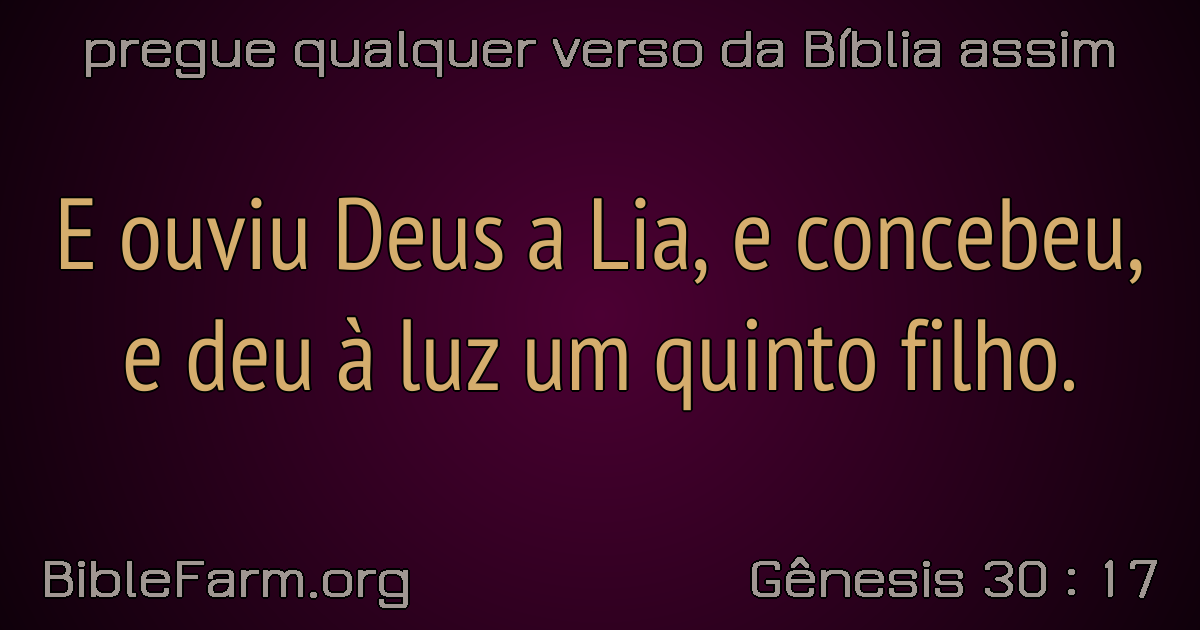 pregue qualquer verso da Bíblia assim
E ouviu Deus a Lia, e concebeu,
e deu à luz um quinto filho.
BibleFarm.org
Gênesis 30 : 17